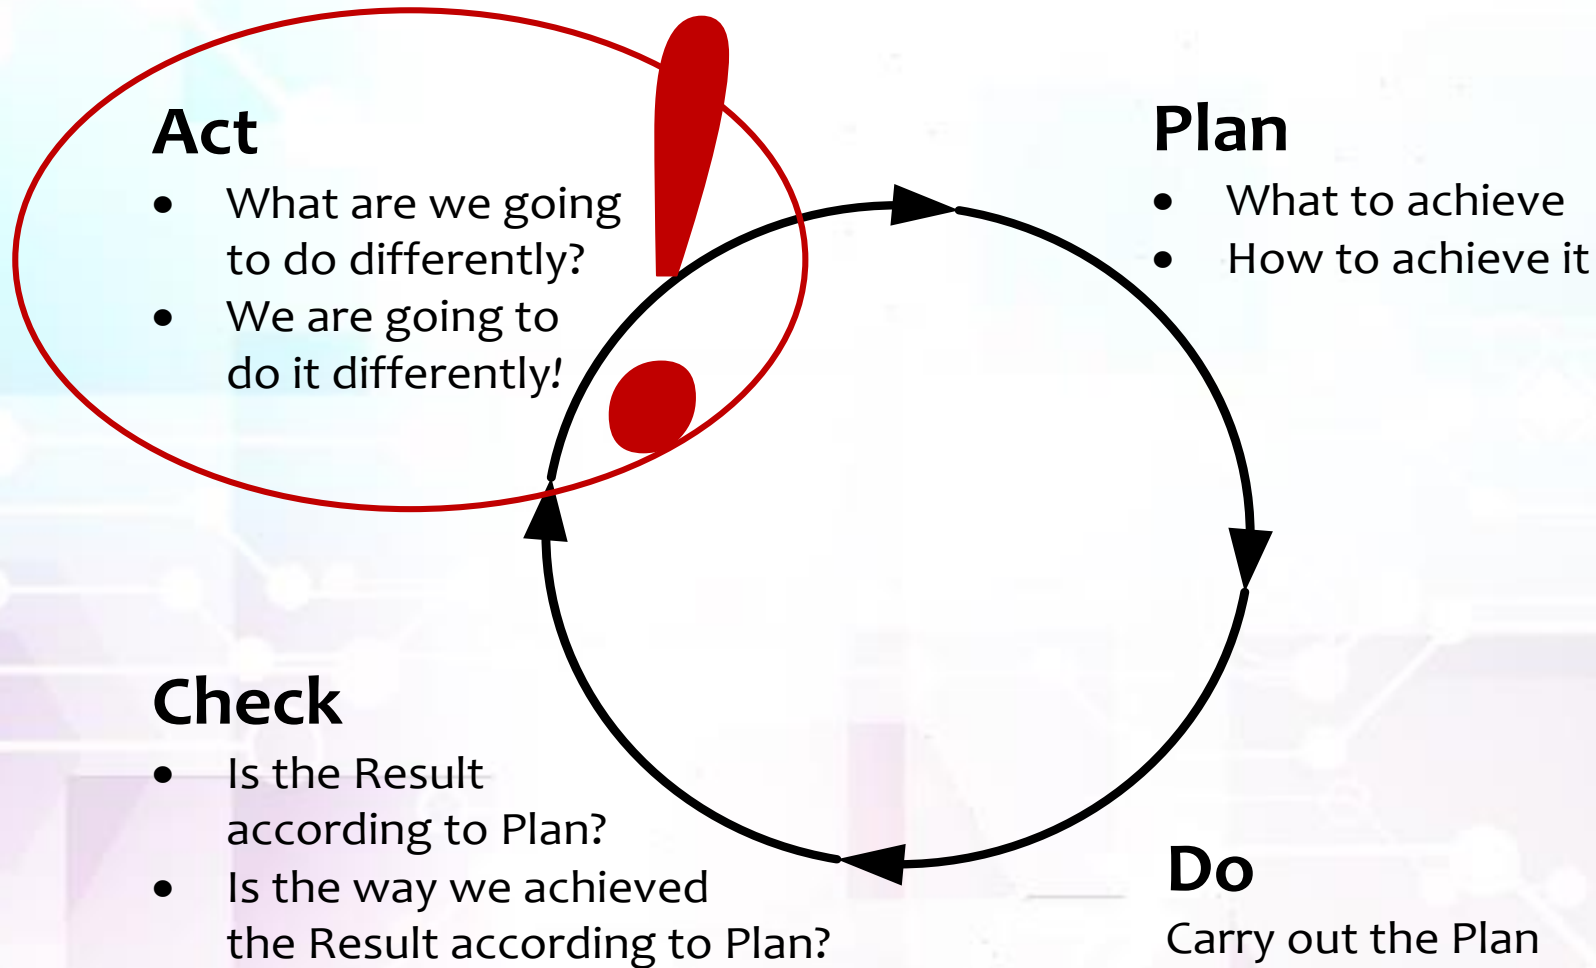 Act
• What are we going
to do differently?
• We are going to
do it differently!
!
Plan
• What to achieve
• How to achieve it
Check
• Is the Result
according to Plan?
• Is the way we achieved
the Result according to Plan?
Do
Carry out the Plan